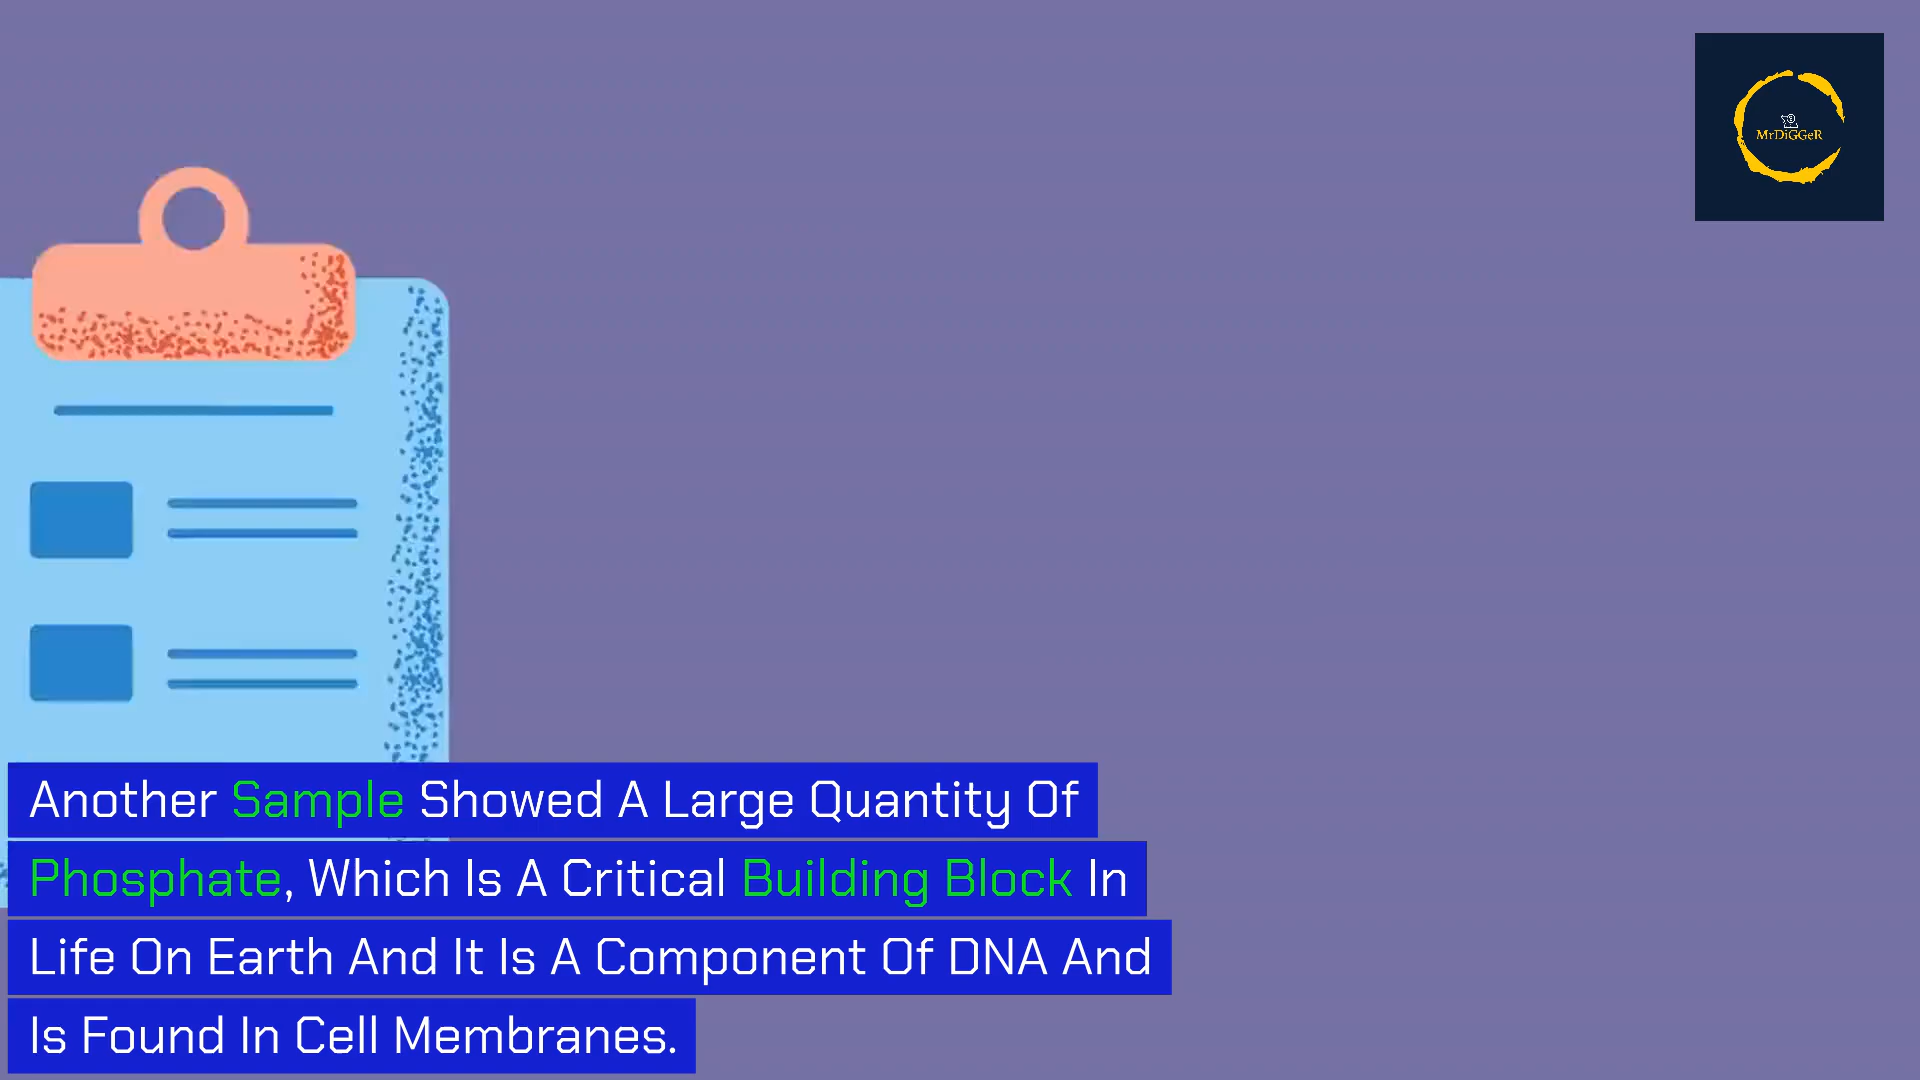 MrDiGGeR
Another Sample Showed A Large Quantity Of
Phosphate, Which Is A Critical Building Block In
Life On Earth And It Is A Component Of DNA And
Is Found In Cell Membranes.